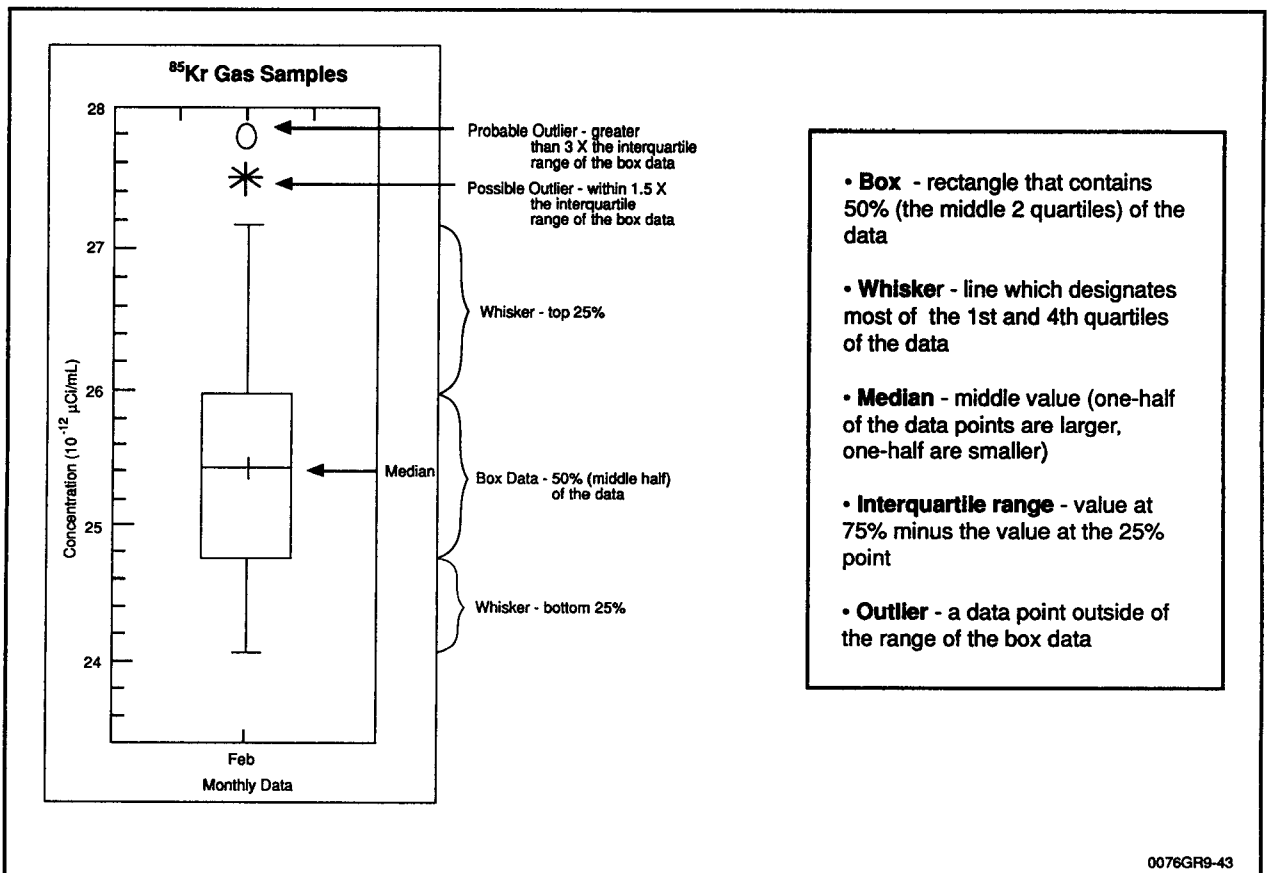 ⁸⁵Kr Gas Samples
28
27
26
25
24
Concentration (10⁻¹² µCi/mL)
Feb
Monthly Data
Probable Outlier - greater
than 3 X the interquartile
range of the box data
Possible Outlier - within 1.5 X
the interquartile
range of the box data
Whisker - top 25%
Median
Box Data - 50% (middle half)
of the data
Whisker - bottom 25%
• Box - rectangle that contains
50% (the middle 2 quartiles) of the
data
• Whisker - line which designates
most of the 1st and 4th quartiles
of the data
• Median - middle value (one-half
of the data points are larger,
one-half are smaller)
• Interquartile range - value at
75% minus the value at the 25%
point
• Outlier - a data point outside of
the range of the box data
0076GR9-43